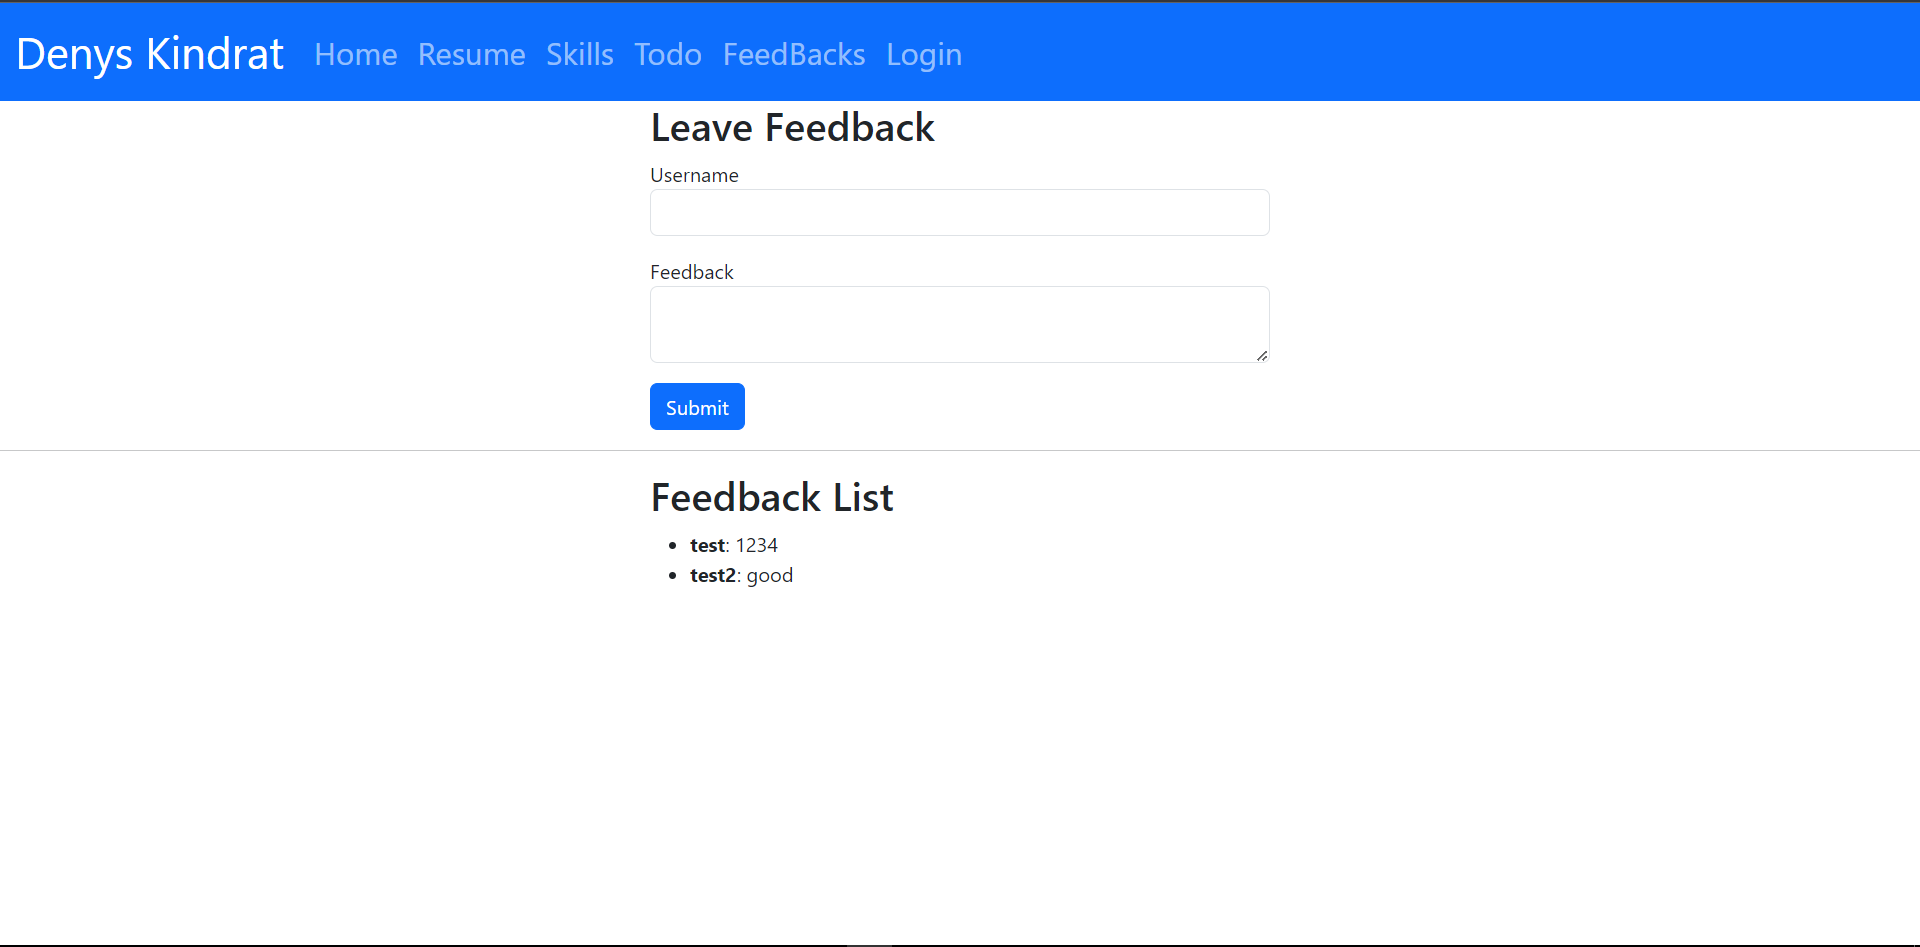 Denys Kindrat Home Resume Skills Todo FeedBacks Login
Leave Feedback
Username
Feedback
Submit
Feedback List
test: 1234
test2: good